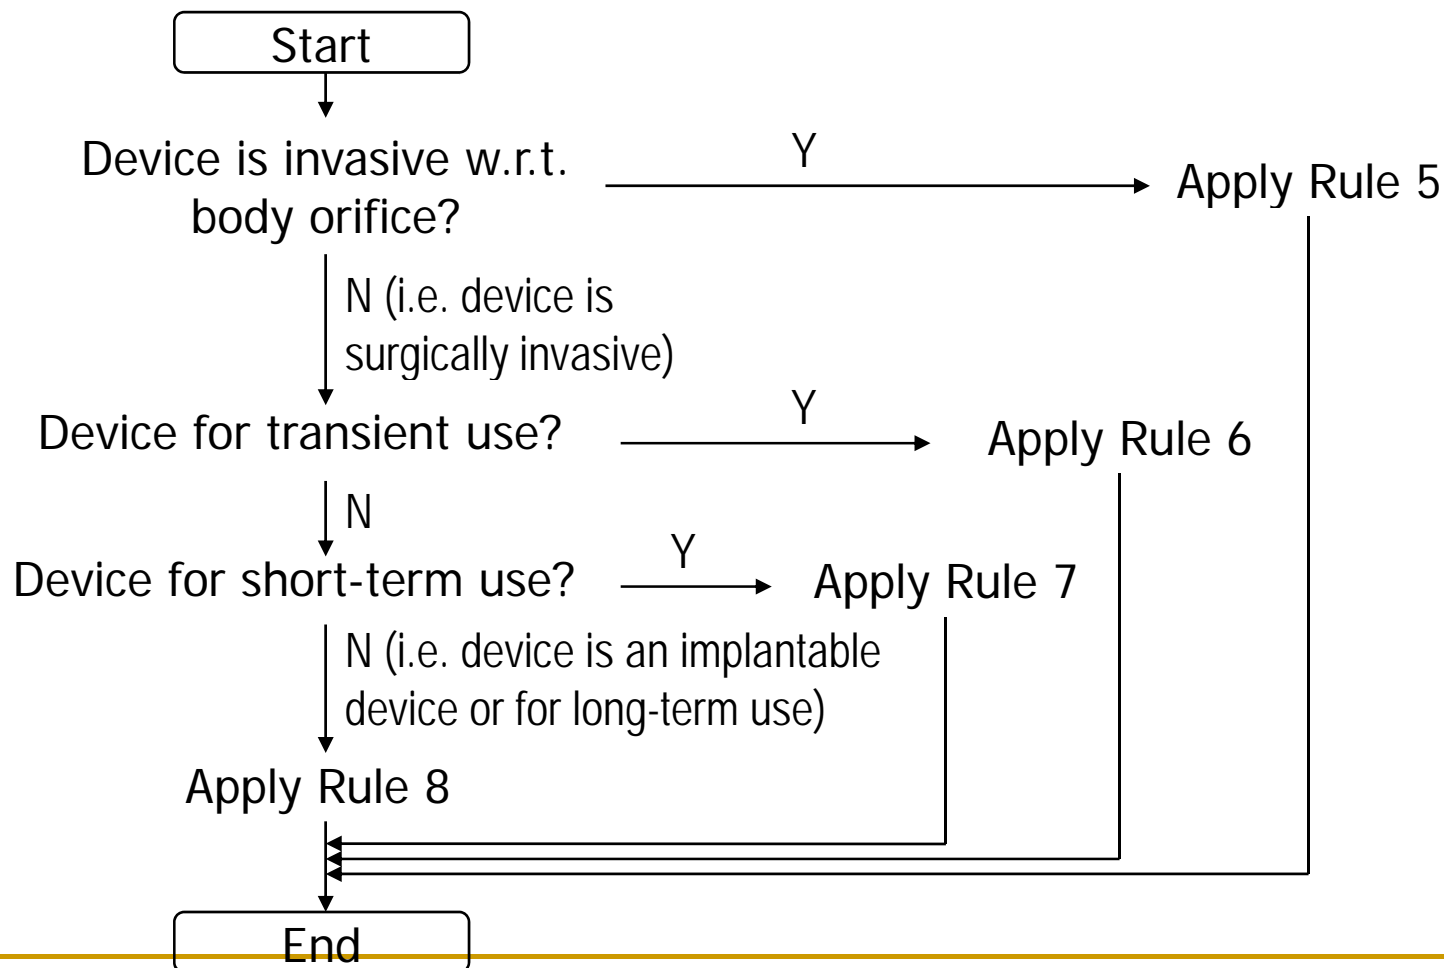 Start
Device is invasive w.r.t.
body orifice?
Y
Apply Rule 5
N (i.e. device is
surgically invasive)
Device for transient use?
Y
Apply Rule 6
N
Device for short-term use?
Y
Apply Rule 7
N (i.e. device is an implantable
device or for long-term use)
Apply Rule 8
End